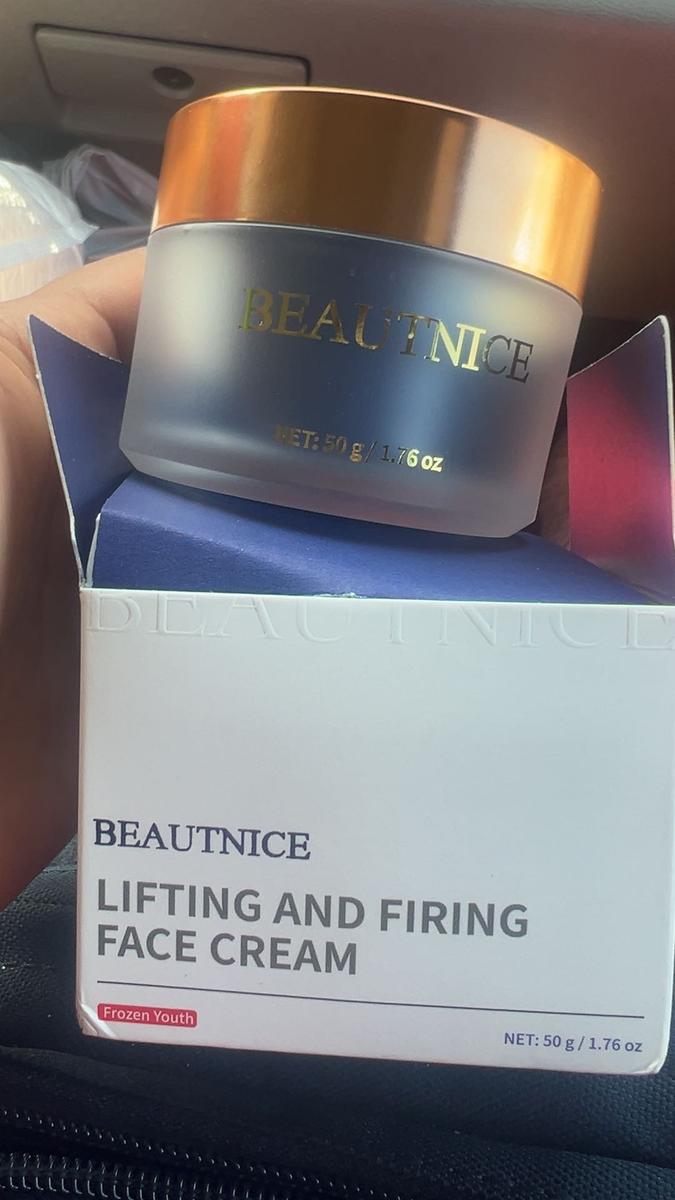 BEAUTNICE
NET: 50 g / 1.76 oz
BEAUTNICE
BEAUTNICE
LIFTING AND FIRING
FACE CREAM
Frozen Youth
NET: 50 g / 1.76 oz